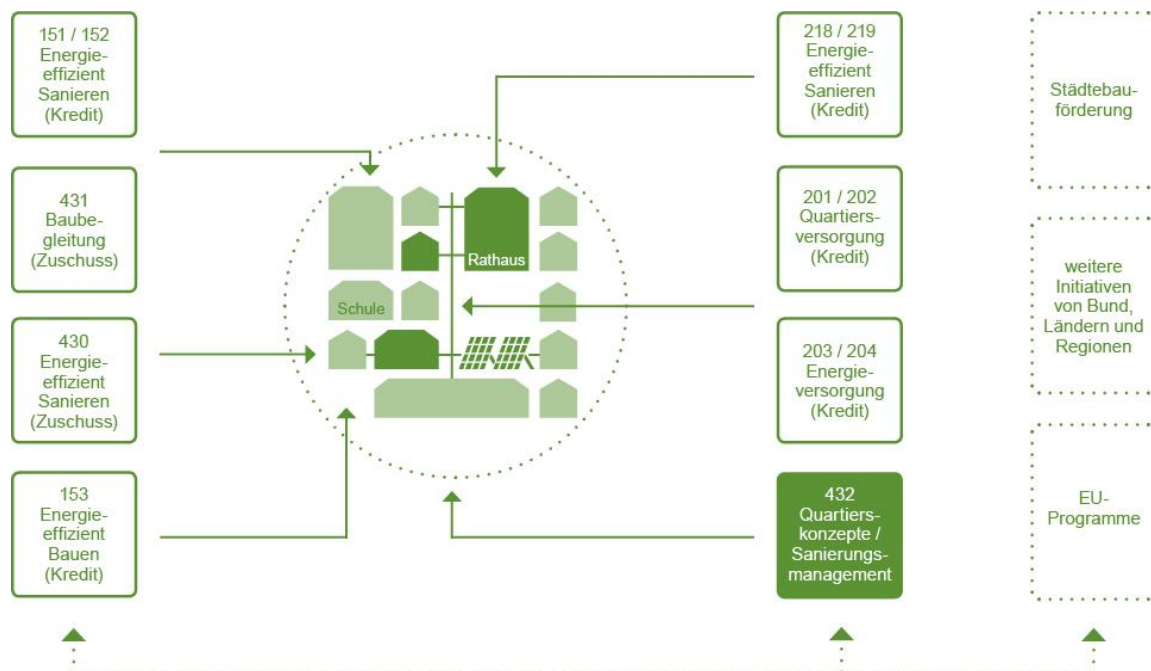 151 / 152
Energie-
effizient
Sanieren
(Kredit)
431
Baube-
gleitung
(Zuschuss)
430
Energie-
effizient
Sanieren
(Zuschuss)
153
Energie-
effizient
Bauen
(Kredit)
Rathaus
Schule
218 / 219
Energie-
effizient
Sanieren
(Kredit)
201 / 202
Quartiers-
versorgung
(Kredit)
203 / 204
Energie-
versorgung
(Kredit)
432
Quartiers-
konzepte /
Sanierungs-
management
Städtebau-
förderung
weitere
Initiativen
von Bund,
Ländern und
Regionen
EU-
Programme